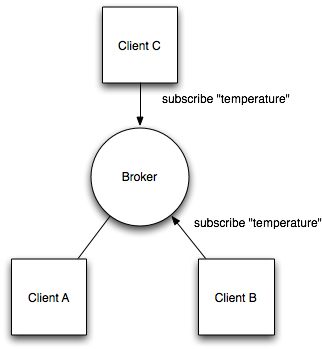 Client C
subscribe "temperature"
Broker
subscribe "temperature"
Client A
Client B